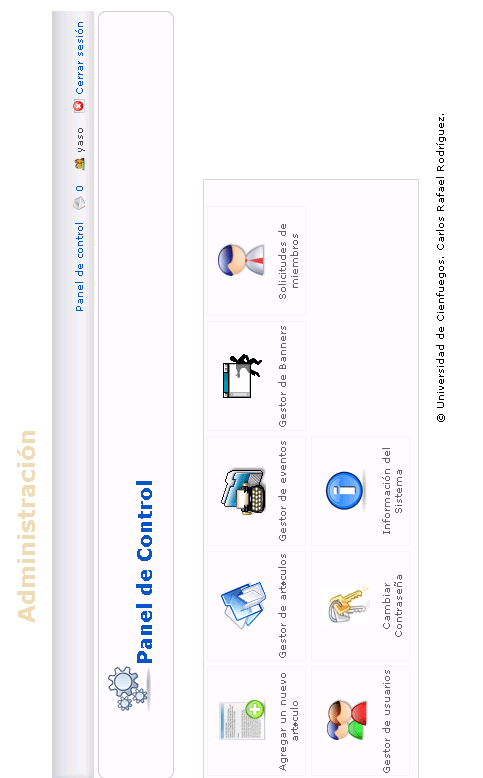 Administración
Panel de control 0 yaso Cerrar sesión
Panel de Control
Agregar un nuevo
artículo
Gestor de artículos
Gestor de eventos
Gestor de Banners
Solicitudes de
miembros
Gestor de usuarios
Cambiar
Contraseña
Información del
Sistema
© Universidad de Cienfuegos. Carlos Rafael Rodríguez.